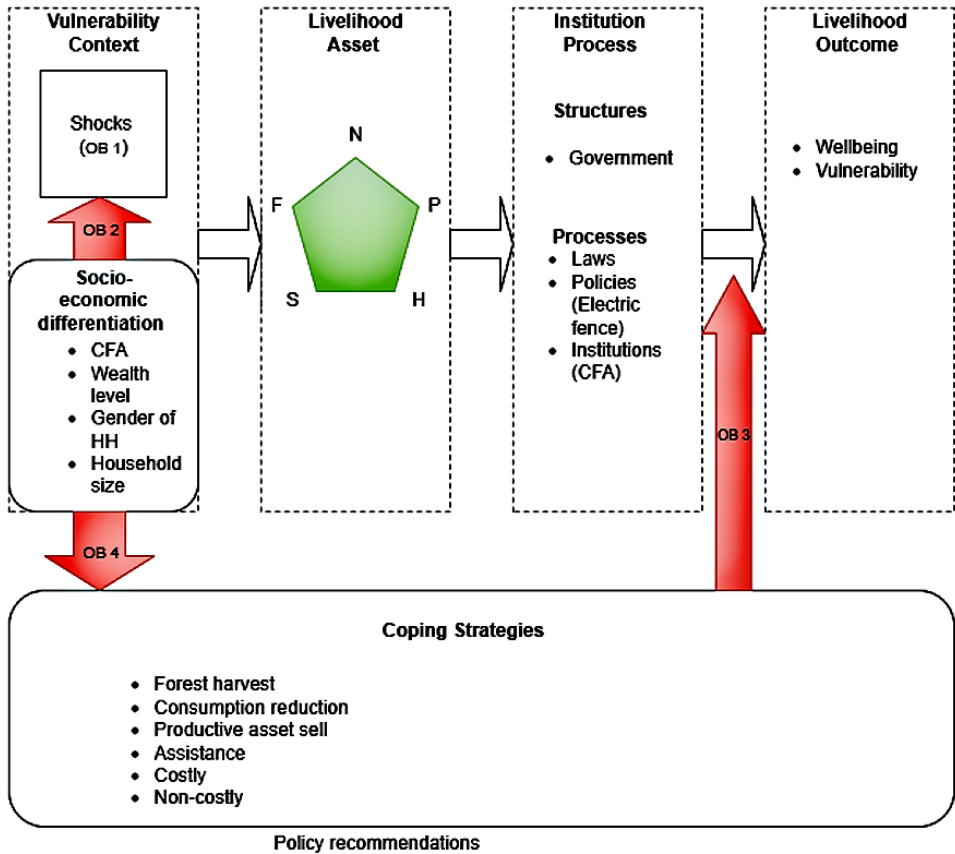 Vulnerability
Context
Shocks
(OB 1)
OB 2
Socio-
economic
differentiation
• CFA
• Wealth
level
• Gender of
HH
• Household
size
OB 4
Livelihood
Asset
N
F
P
S
H
Institution
Process
Structures
• Government
Processes
• Laws
• Policies
(Electric
fence)
• Institutions
(CFA)
OB 3
Livelihood
Outcome
• Wellbeing
• Vulnerability
Coping Strategies
• Forest harvest
• Consumption reduction
• Productive asset sell
• Assistance
• Costly
• Non-costly
Policy recommendations